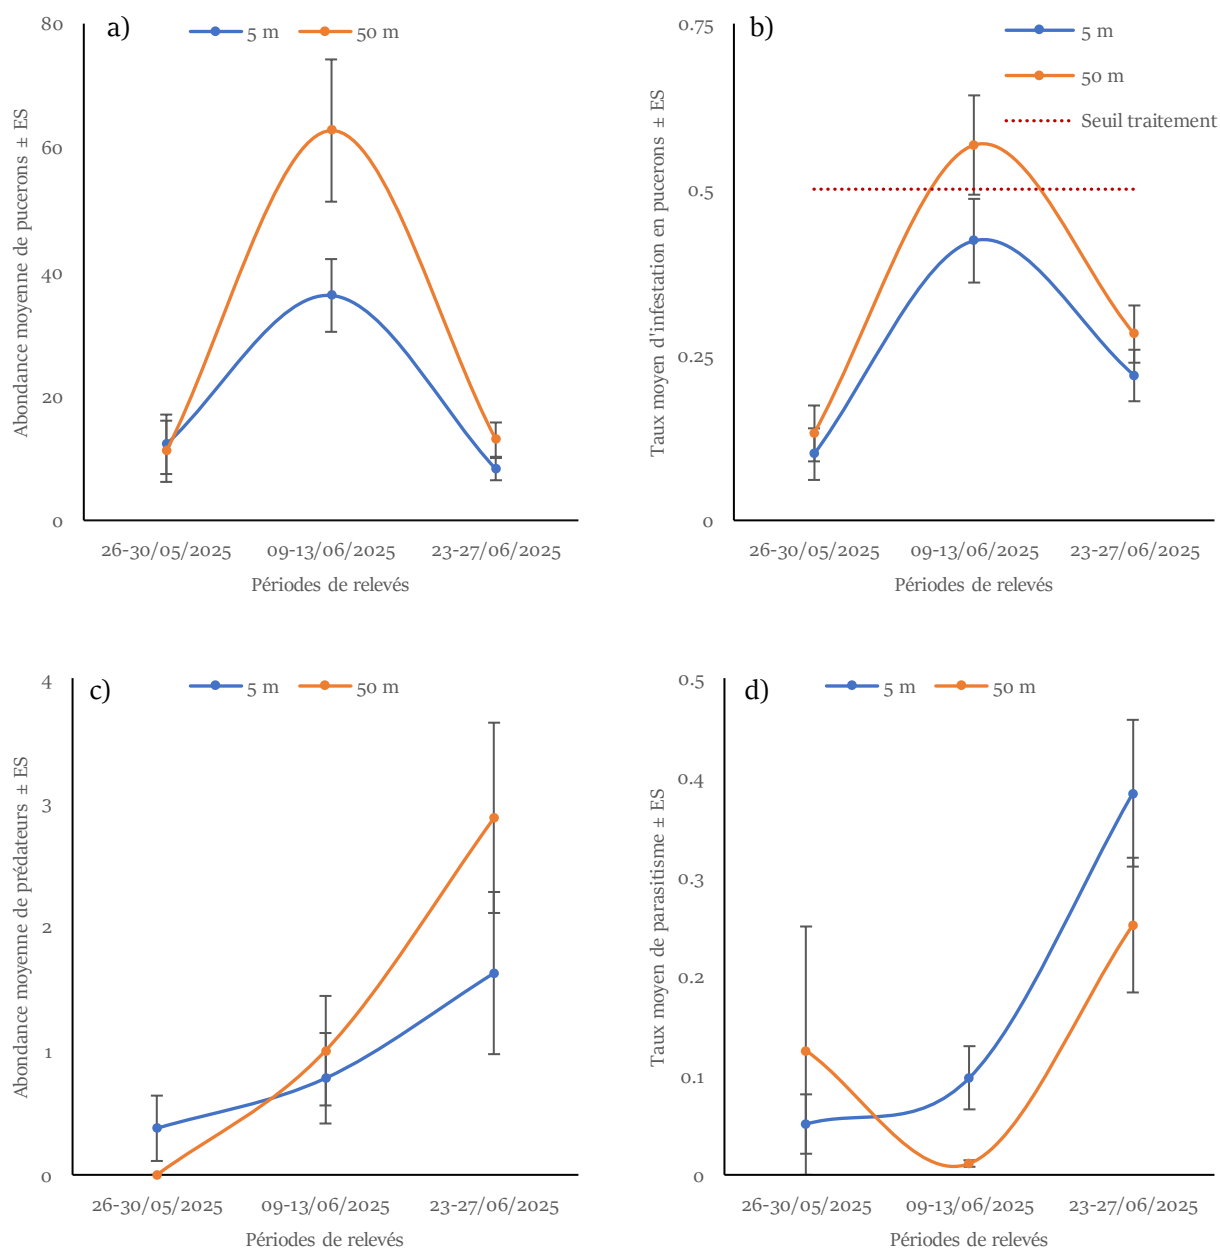 a)
5 m
50 m
Abondance moyenne de pucerons ± ES
80
60
40
20
0
26-30/05/2025
09-13/06/2025
23-27/06/2025
Périodes de relevés
b)
5 m
50 m
Seuil traitement
Taux moyen d'infestation en pucerons ± ES
0.75
0.5
0.25
0
26-30/05/2025
09-13/06/2025
23-27/06/2025
Périodes de relevés
c)
5 m
50 m
Abondance moyenne de prédateurs ± ES
4
3
2
1
0
26-30/05/2025
09-13/06/2025
23-27/06/2025
Périodes de relevés
d)
5 m
50 m
Taux moyen de parasitisme ± ES
0.5
0.4
0.3
0.2
0.1
0
26-30/05/2025
09-13/06/2025
23-27/06/2025
Périodes de relevés